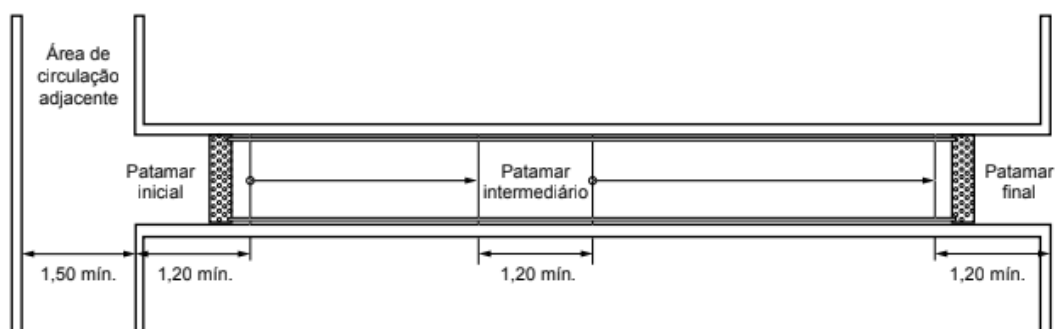 Área de
circulação
adjacente
Patamar
inicial
Patamar
intermediário
Patamar
final
1,50 mín.
1,20 mín.
1,20 mín.
1,20 mín.